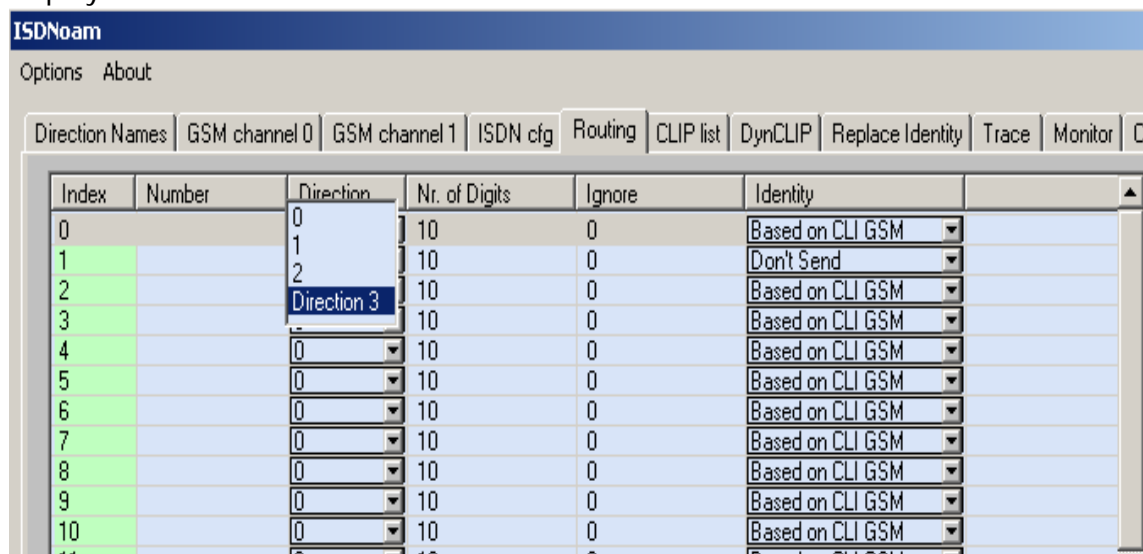 ISDNoam
Options About
Direction Names GSM channel 0 GSM channel 1 ISDN cfg Routing CLIP list DynCLIP Replace Identity Trace Monitor
Index Number Direction Nr. of Digits Ignore Identity
0 10 0 Based on CLI GSM
1 10 0 Don't Send
2 10 0 Based on CLI GSM
3 10 0 Based on CLI GSM
0
1
2
Direction 3
4 0 10 0 Based on CLI GSM
5 0 10 0 Based on CLI GSM
6 0 10 0 Based on CLI GSM
7 0 10 0 Based on CLI GSM
8 0 10 0 Based on CLI GSM
9 0 10 0 Based on CLI GSM
10 0 10 0 Based on CLI GSM